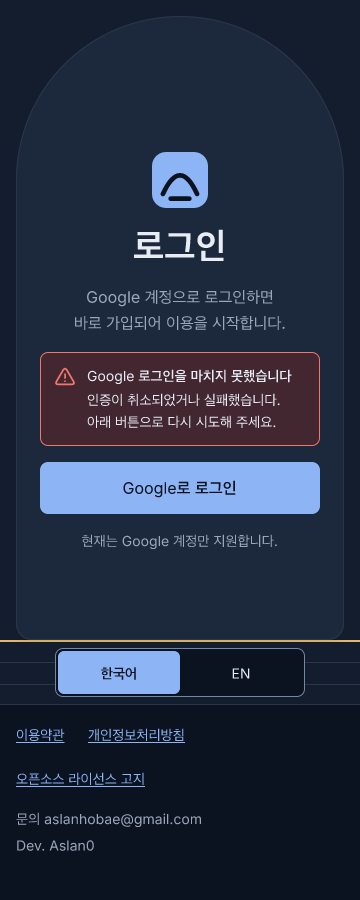 로그인
Google 계정으로 로그인하면
바로 가입되어 이용을 시작합니다.
Google 로그인을 마치지 못했습니다
인증이 취소되었거나 실패했습니다.
아래 버튼으로 다시 시도해 주세요.
Google로 로그인
현재는 Google 계정만 지원합니다.
한국어 EN
이용약관 개인정보처리방침
오픈소스 라이선스 고지
문의 aslanhobae@gmail.com
Dev. Aslan0